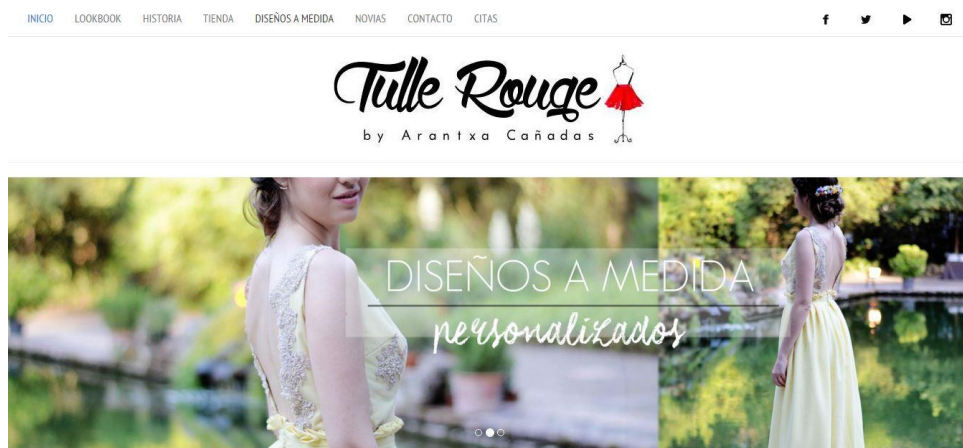 INICIO LOOKBOOK HISTORIA TIENDA DISEÑOS A MEDIDA NOVIAS CONTACTO CITAS
Tulle Rouge
by Arantxa Cañadas
DISEÑOS A MEDIDA
personalizados